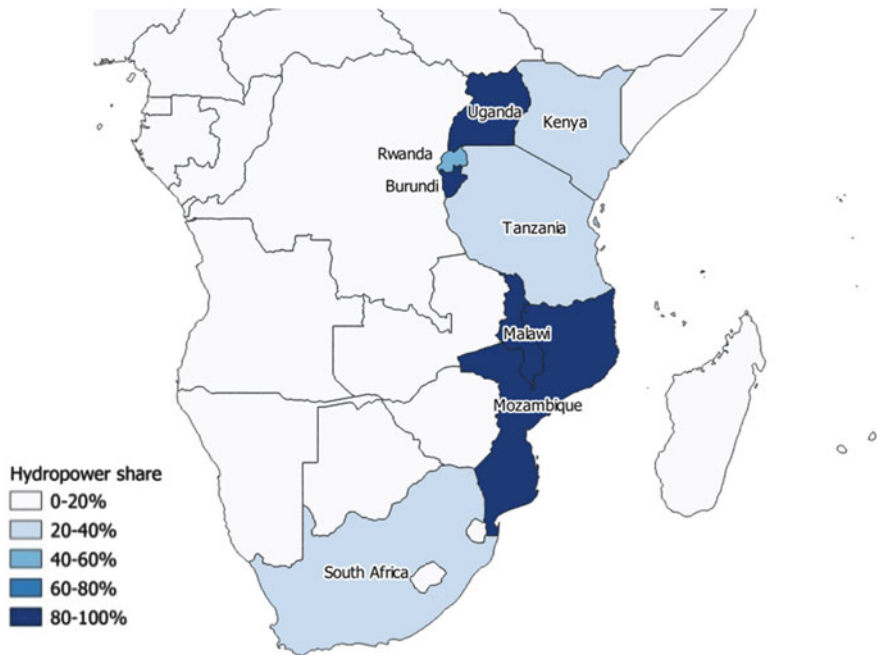 Uganda
Kenya
Rwanda
Burundi
Tanzania
Malawi
Mozambique
Hydropower share
0-20%
20-40%
40-60%
60-80%
80-100%
South Africa